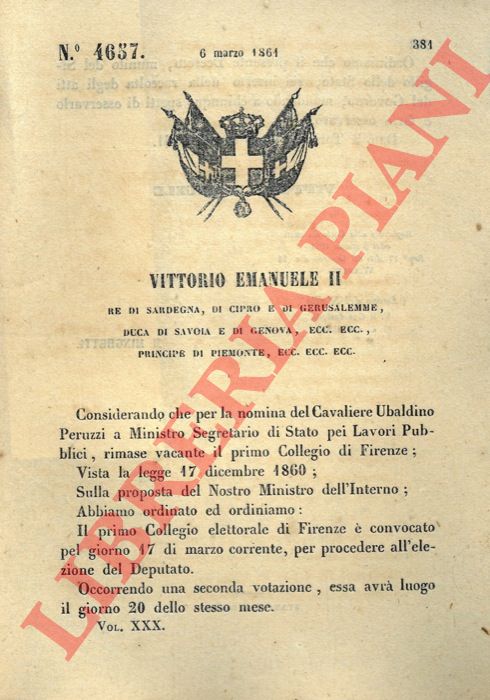 N.º 4657.
6 marzo 1861
381
VITTORIO EMANUELE II
RE DI SARDEGNA, DI CIPRO E DI GERUSALEMME,
DUCA DI SAVOIA E DI GENOVA, ECC. ECC.,
PRINCIPE DI PIEMONTE, ECC. ECC. ECC.
Considerando che per la nomina del Cavaliere Ubaldino
Peruzzi a Ministro Segretario di Stato pei Lavori Pub-
blici, rimase vacante il primo Collegio di Firenze;
Vista la legge 17 dicembre 1860;
Sulla proposta del Nostro Ministro dell'Interno;
Abbiamo ordinato ed ordiniamo:
Il primo Collegio elettorale di Firenze è convocato
pel giorno 17 di marzo corrente, per procedere all'ele-
zione del Deputato.
Occorrendo una seconda votazione, essa avrà luogo
il giorno 20 dello stesso mese.
VOL. XXX.
LIBRERIA PIANI